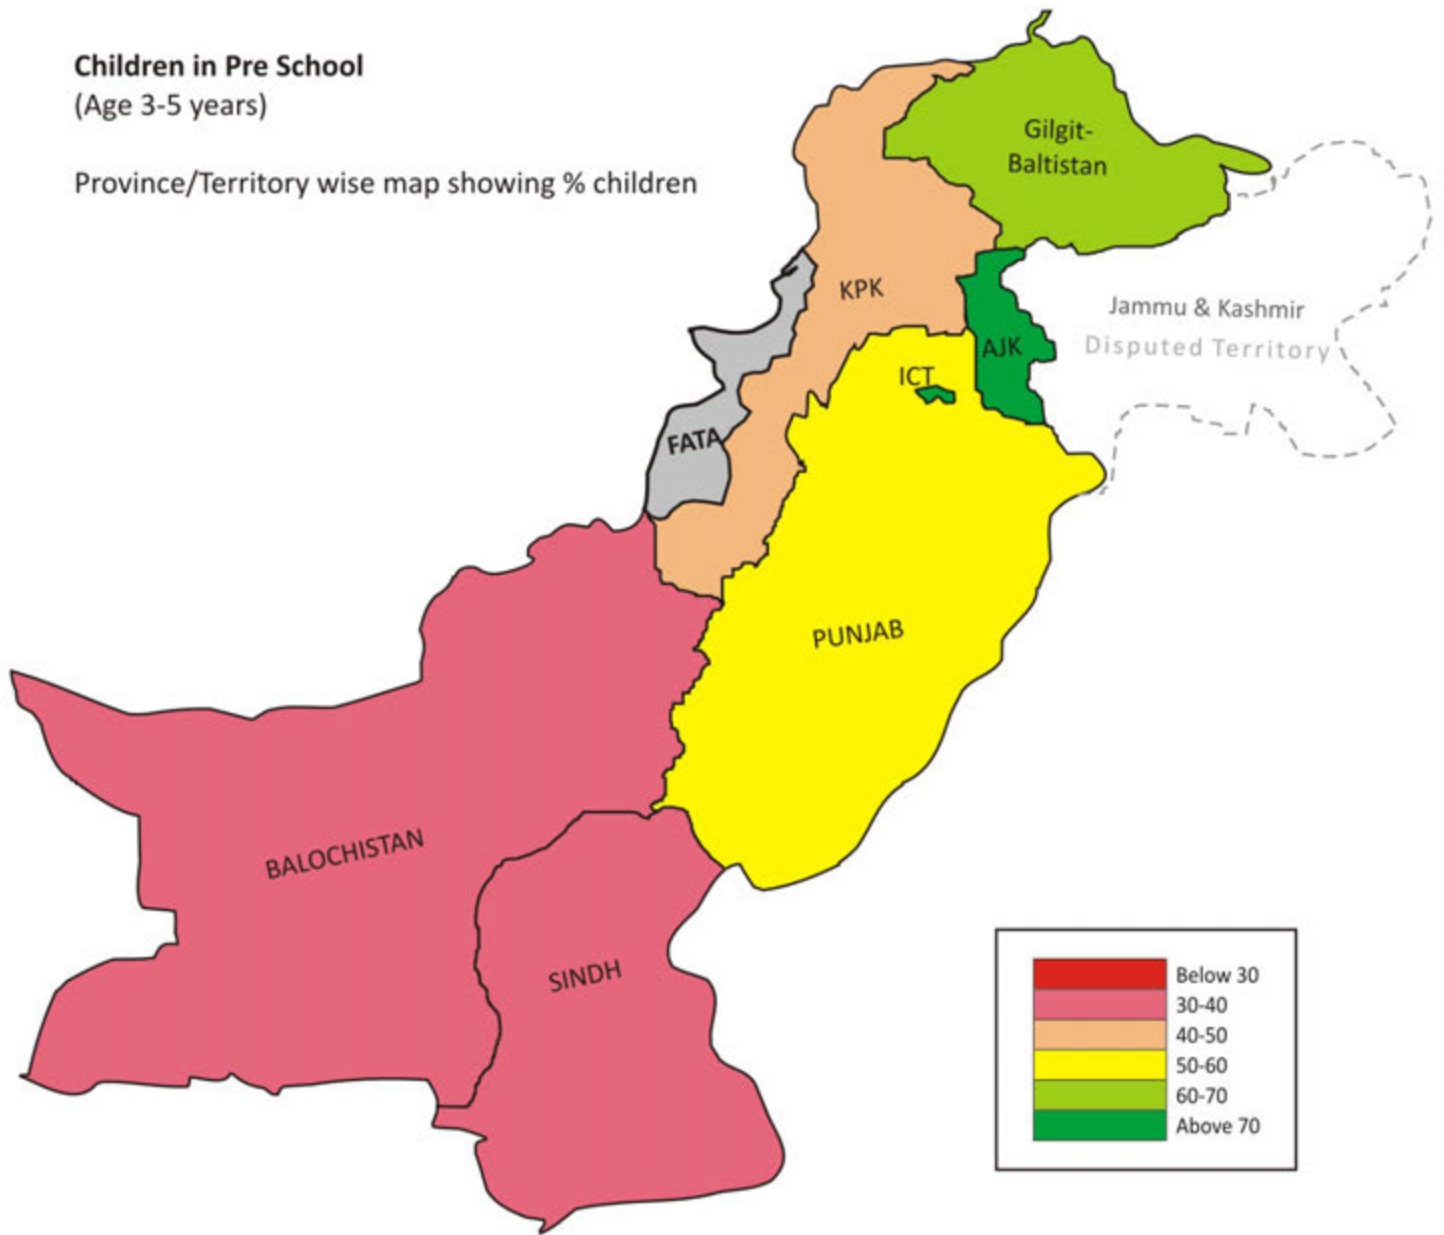 Children in Pre School
(Age 3-5 years)
Province/Territory wise map showing % children
Gilgit-
Baltistan
KPK
Jammu & Kashmir
Disputed Territory
AJK
ICT
FATA
PUNJAB
BALOCHISTAN
SINDH
Below 30
30-40
40-50
50-60
60-70
Above 70